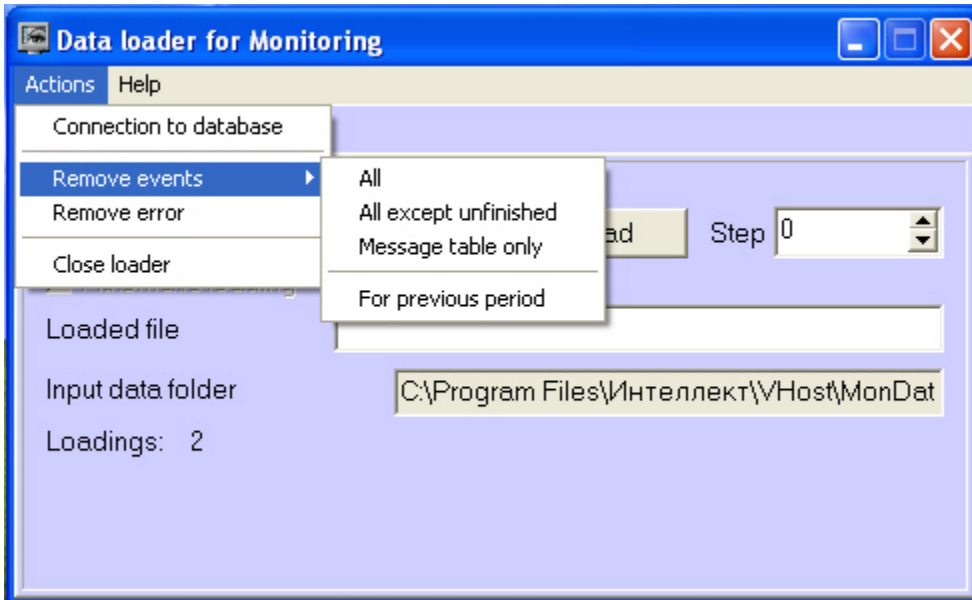 Data loader for Monitoring
Actions Help
Connection to database
Remove events
Remove error
Close loader
All
All except unfinished
Message table only
For previous period
ad Step 0
Loaded file
Input data folder C:\Program Files\Интеллект\VHost\MonDat
Loadings: 2